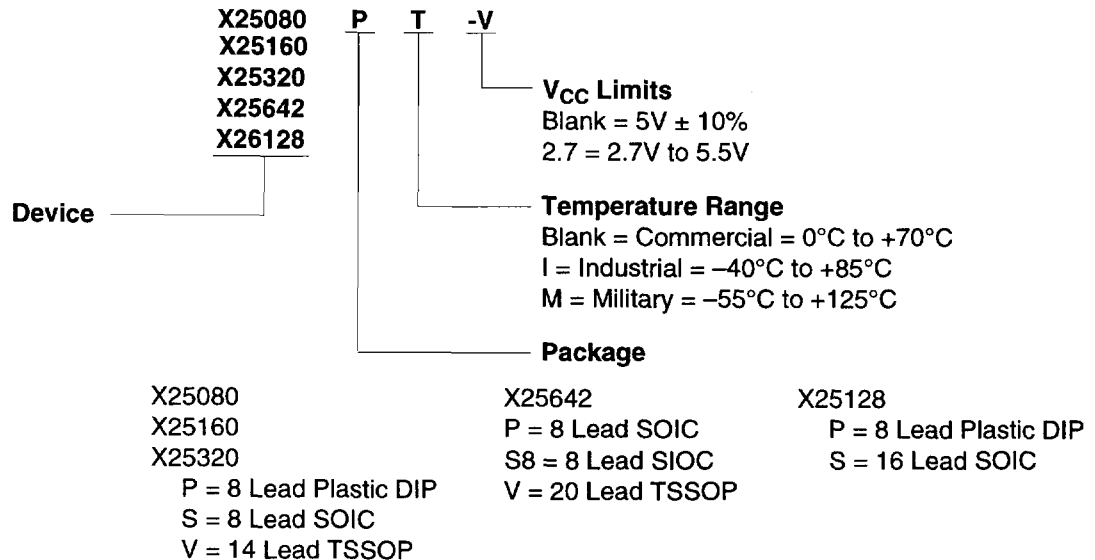 X25080 P T -V
X25160
X25320
X25642
X26128
VCC Limits
Blank = 5V ± 10%
2.7 = 2.7V to 5.5V
Device
Temperature Range
Blank = Commercial = 0°C to +70°C
I = Industrial = –40°C to +85°C
M = Military = –55°C to +125°C
Package
X25080
X25160
X25320
P = 8 Lead Plastic DIP
S = 8 Lead SOIC
V = 14 Lead TSSOP
X25642
P = 8 Lead SOIC
S8 = 8 Lead SIOC
V = 20 Lead TSSOP
X25128
P = 8 Lead Plastic DIP
S = 16 Lead SOIC